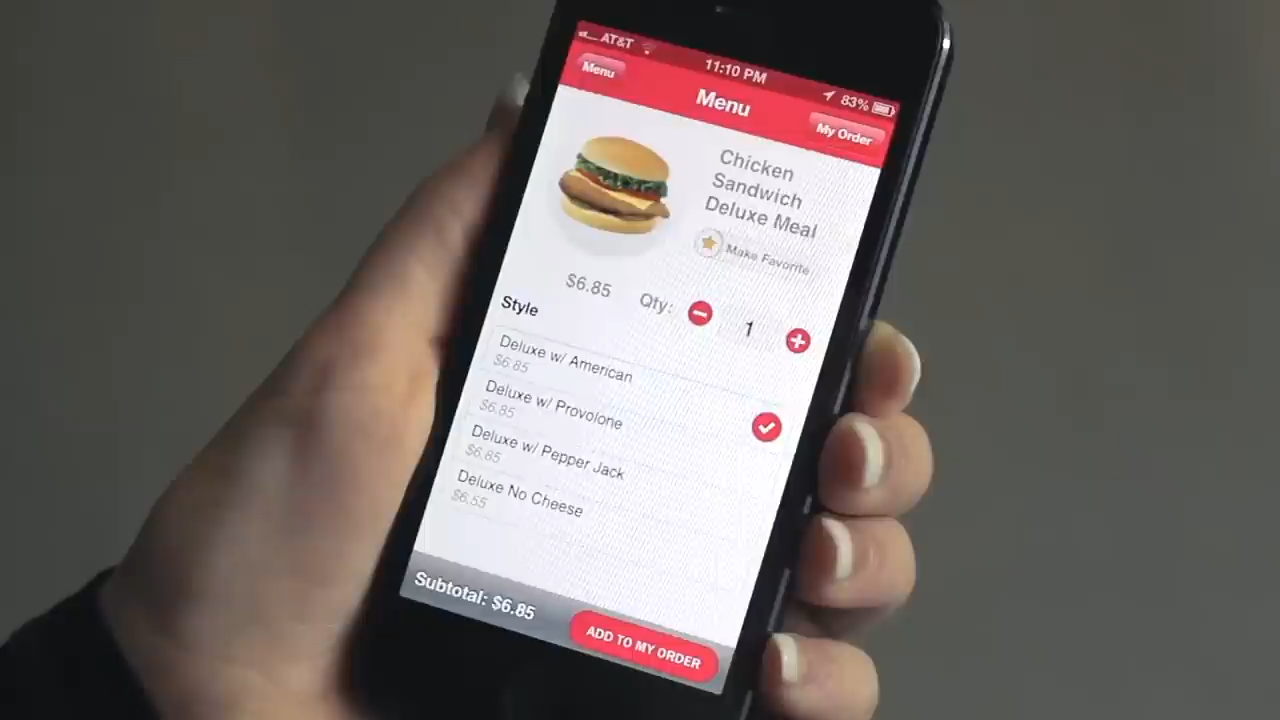 AT&T 11:10 PM 83%
Menu Menu My Order
Chicken
Sandwich
Deluxe Meal
Make Favorite
$6.85 Qty: 1
Style
Deluxe w/ American
$6.85
Deluxe w/ Provolone
$6.85
Deluxe w/ Pepper Jack
$6.85
Deluxe No Cheese
$6.55
Subtotal: $6.85 ADD TO MY ORDER